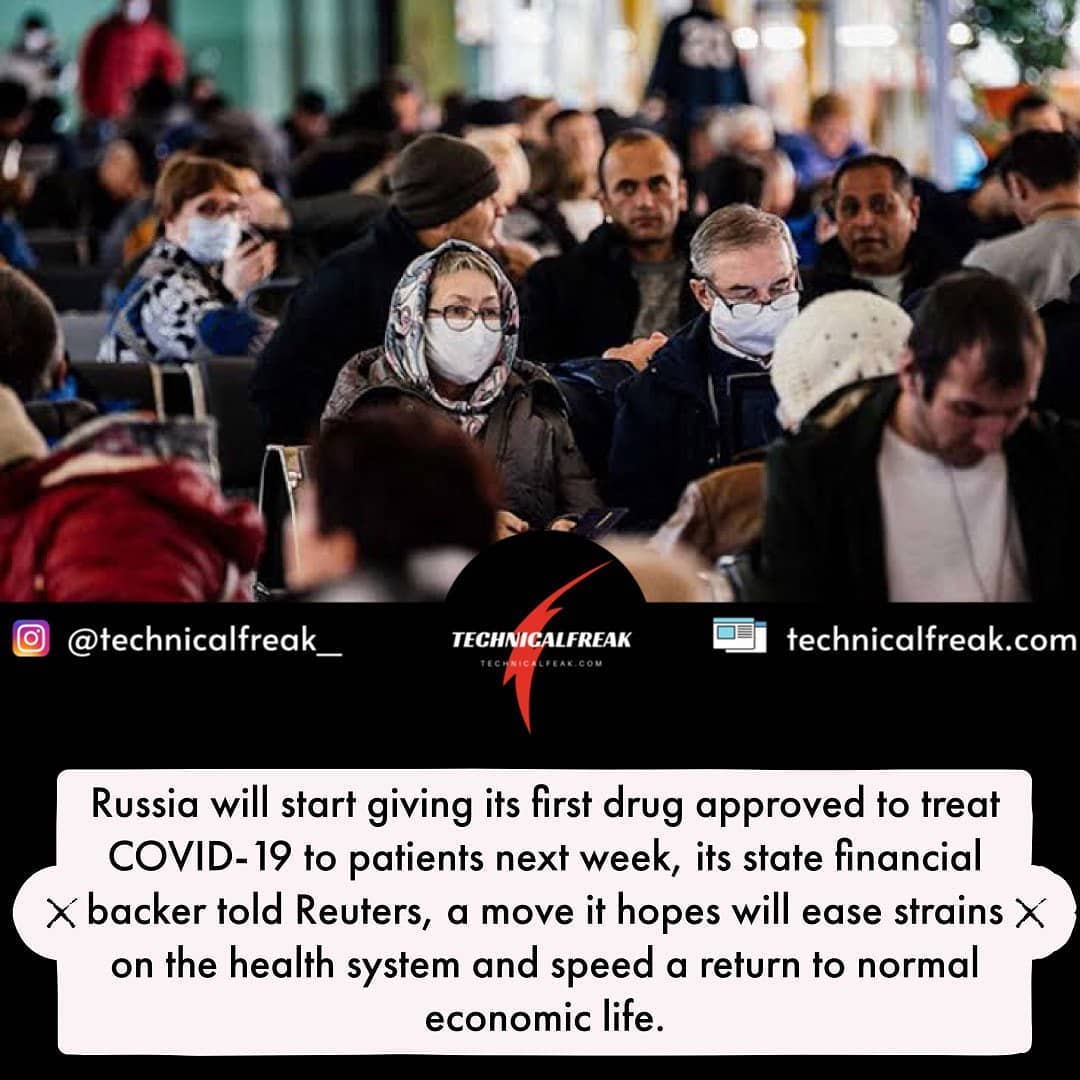 @technicalfreak_
TECHNICALFREAK
TECHNICALFEAK.COM
technicalfreak.com
Russia will start giving its first drug approved to treat
COVID-19 to patients next week, its state financial
backer told Reuters, a move it hopes will ease strains
on the health system and speed a return to normal
economic life.